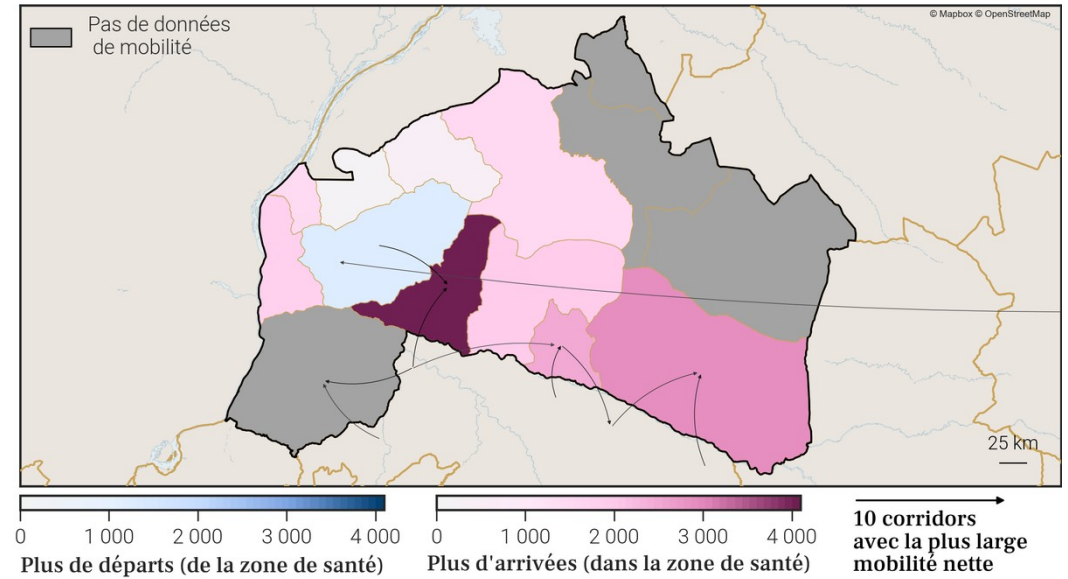 © Mapbox © OpenStreetMap
Pas de données
de mobilité
25 km
0 1 000 2 000 3 000 4 000
Plus de départs (de la zone de santé)
0 1 000 2 000 3 000 4 000
Plus d'arrivées (dans la zone de santé)
10 corridors
avec la plus large
mobilité nette